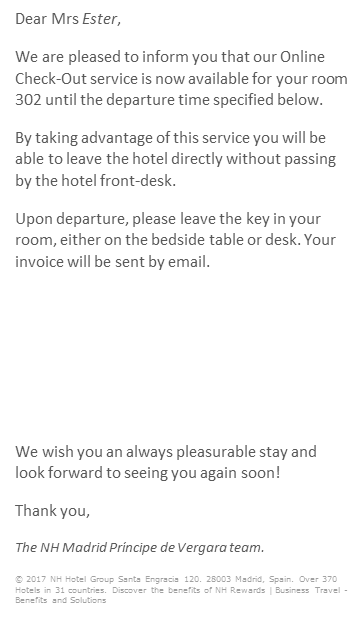 Dear Mrs Ester,
We are pleased to inform you that our Online
Check-Out service is now available for your room
302 until the departure time specified below.
By taking advantage of this service you will be
able to leave the hotel directly without passing
by the hotel front-desk.
Upon departure, please leave the key in your
room, either on the bedside table or desk. Your
invoice will be sent by email.
We wish you an always pleasurable stay and
look forward to seeing you again soon!
Thank you,
The NH Madrid Príncipe de Vergara team.
© 2017 NH Hotel Group Santa Engracia 120. 28003 Madrid, Spain. Over 370
Hotels in 31 countries. Discover the benefits of NH Rewards | Business Travel -
Benefits and Solutions